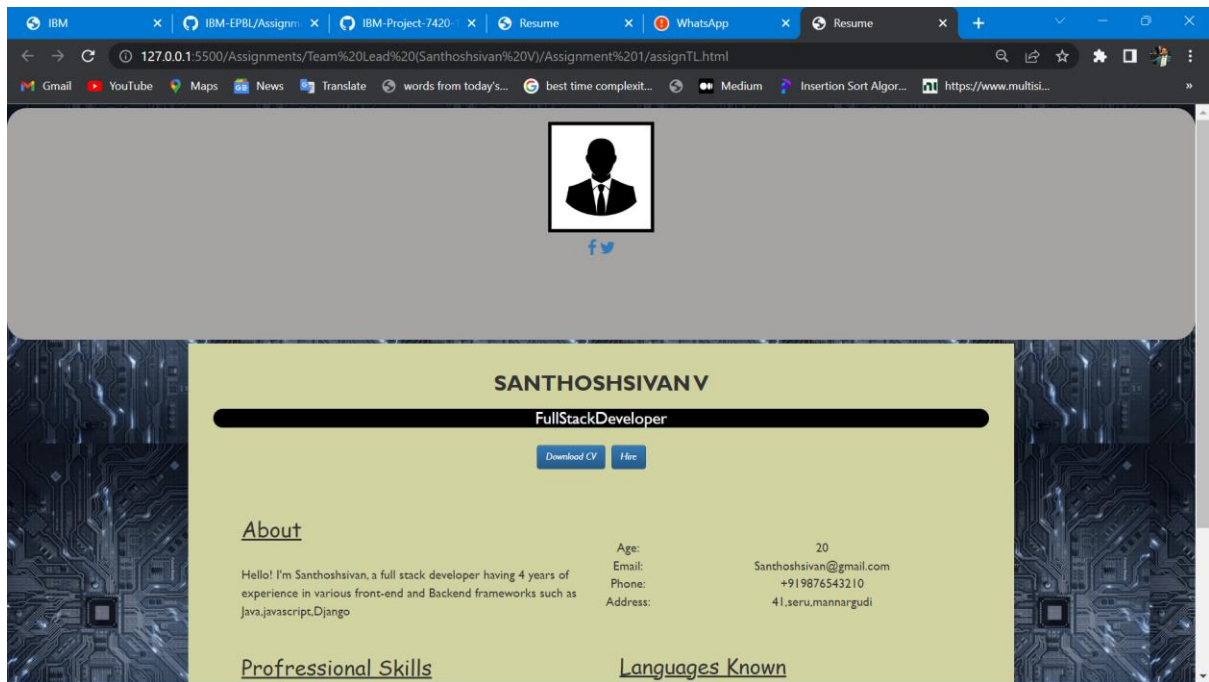 IBM
IBM-EPBL/Assignm
IBM-Project-7420-1
Resume
WhatsApp
Resume
127.0.0.1:5500/Assignments/Team%20Lead%20(Santhoshsivan%20V)/Assignment%201/assignTL.html
Gmail
YouTube
Maps
News
Translate
words from today's...
best time complexit...
Medium
Insertion Sort Algor...
https://www.multisi...
»
SANTHOSHSIVAN V
FullStackDeveloper
Download CV
Hire
About
Hello! I'm Santhoshsivan, a full stack developer having 4 years of
experience in various front-end and Backend frameworks such as
Java,javascript,Django
Age: 20
Email: Santhoshsivan@gmail.com
Phone: +919876543210
Address: 41,seru,mannargudi
Profressional Skills
Languages Known